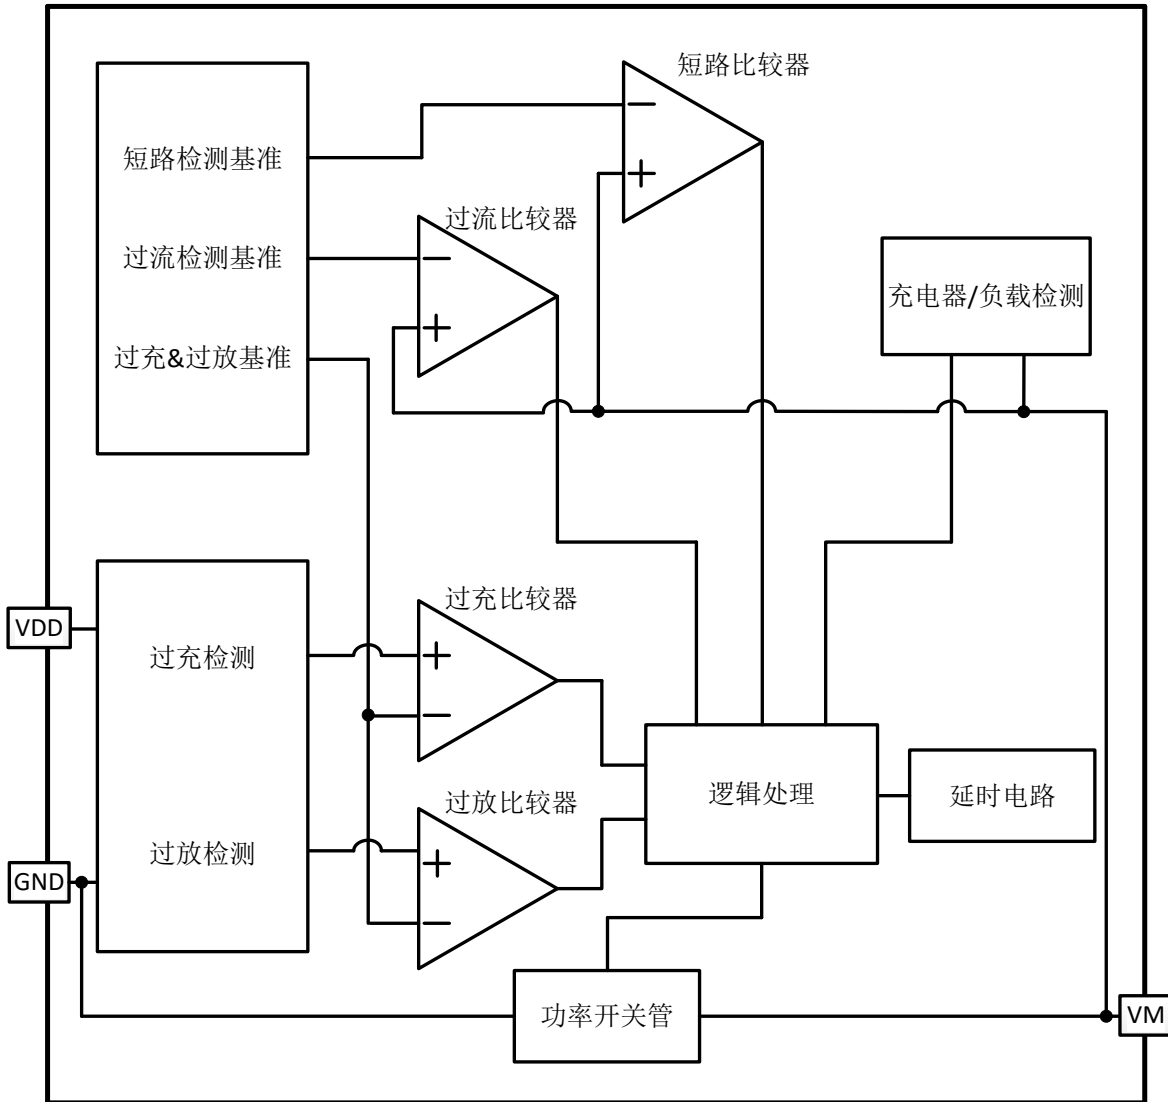 短路比较器
短路检测基准
过流比较器
过流检测基准
充电器/负载检测
过充&过放基准
过充比较器
VDD
过充检测
逻辑处理
延时电路
过放比较器
过放检测
GND
功率开关管
VM